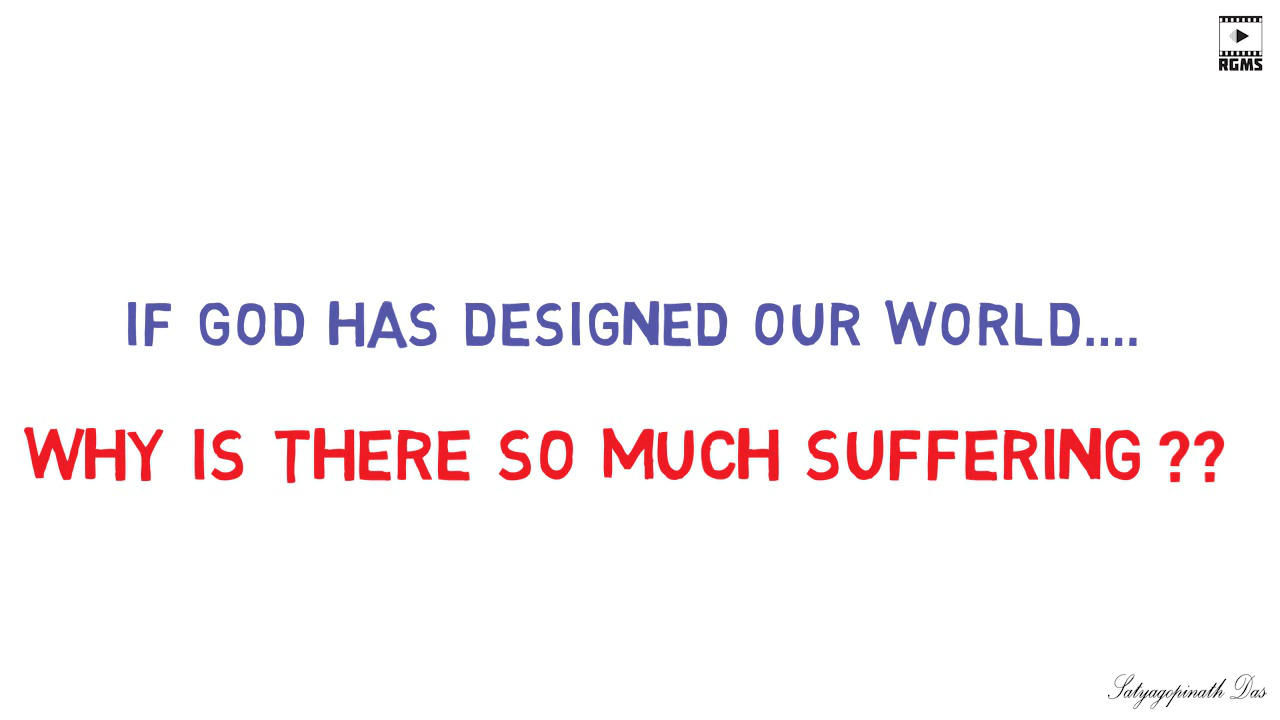 RGMS
IF GOD HAS DESIGNED OUR WORLD....
WHY IS THERE SO MUCH SUFFERING ??
Satyagopinath Das